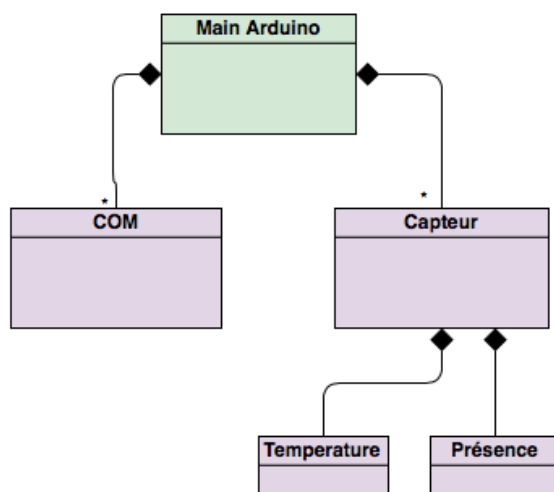 Main Arduino
*
*
COM
Capteur
Temperature
Présence